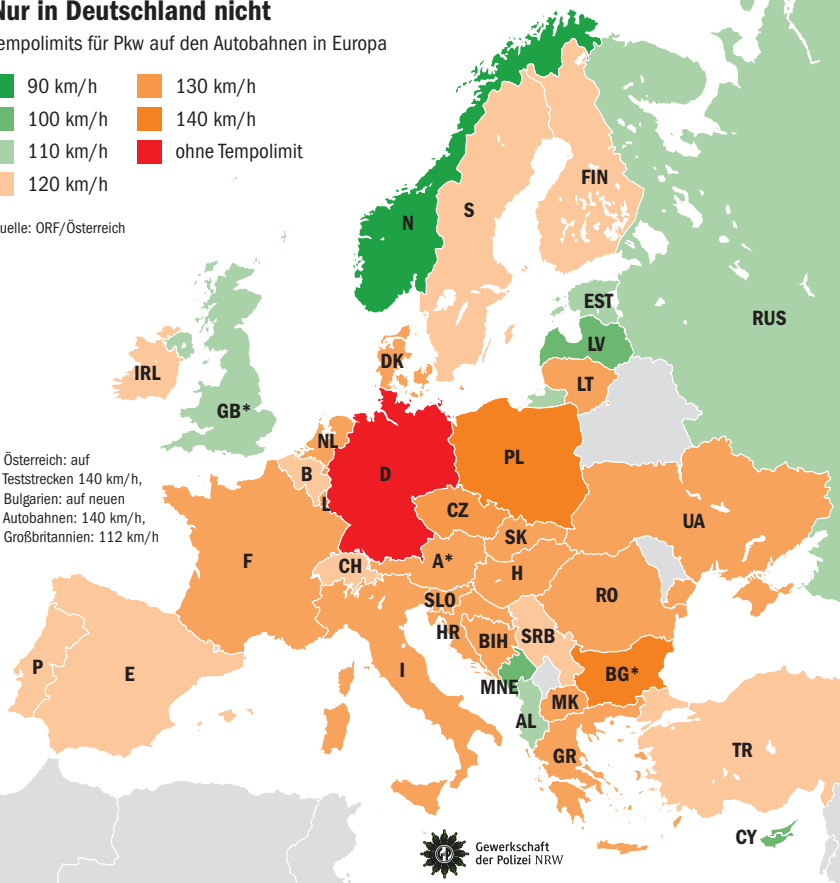 Nur in Deutschland nicht
empolimits für Pkw auf den Autobahnen in Europa
90 km/h
100 km/h
110 km/h
120 km/h
130 km/h
140 km/h
ohne Tempolimit
uelle: ORF/Österreich
N
S
FIN
EST
RUS
LV
LT
DK
IRL
GB*
NL
B
L
D
PL
Österreich: auf
Teststrecken 140 km/h,
Bulgarien: auf neuen
Autobahnen: 140 km/h,
Großbritannien: 112 km/h
CZ
SK
UA
F
CH
A*
H
SLO
RO
HR
BIH
SRB
P
E
I
MNE
BG*
MK
AL
GR
TR
CY
Gewerkschaft
der Polizei NRW